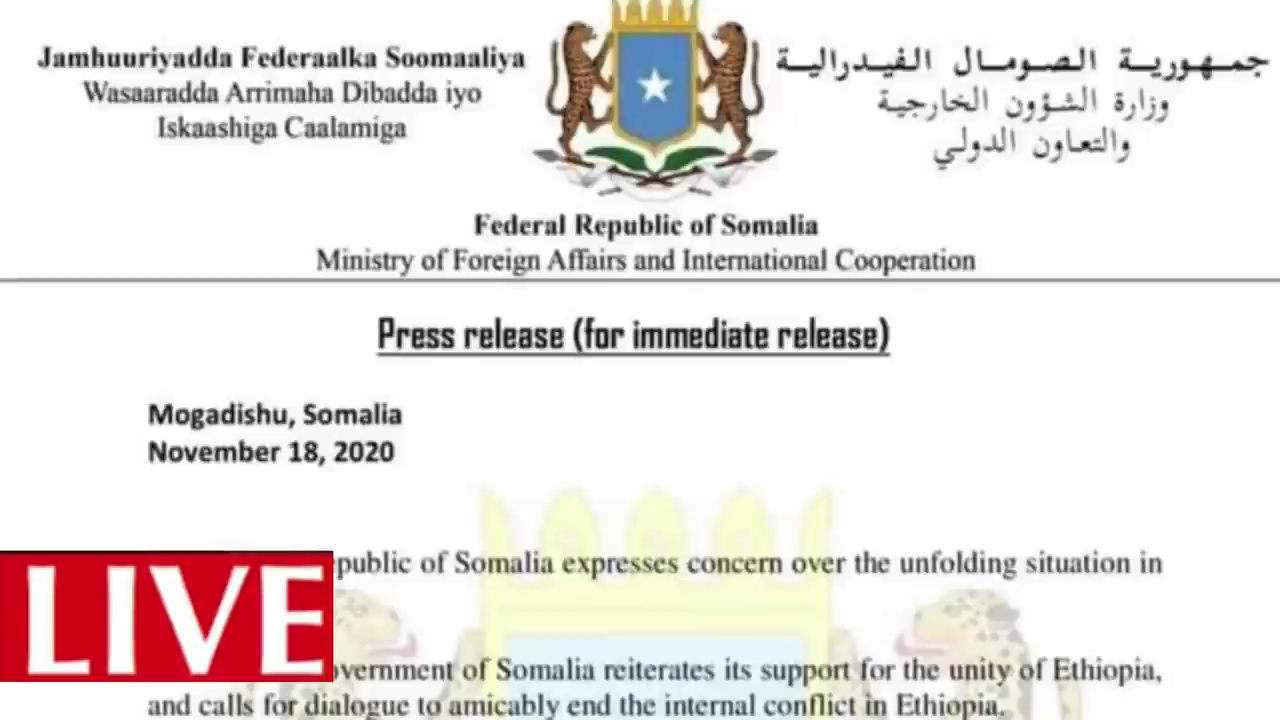 Jamhuuriyadda Federaalka Soomaaliya
Wasaaradda Arrimaha Dibadda iyo
Iskaashiga Caalamiga
جمهورية الصومال الفيدرالية
وزارة الشؤون الخارجية
والتعاون الدولي
Federal Republic of Somalia
Ministry of Foreign Affairs and International Cooperation
Press release (for immediate release)
Mogadishu, Somalia
November 18, 2020
public of Somalia expresses concern over the unfolding situation in
LIVE
vernment of Somalia reiterates its support for the unity of Ethiopia,
and calls for dialogue to amicably end the internal conflict in Ethiopia.